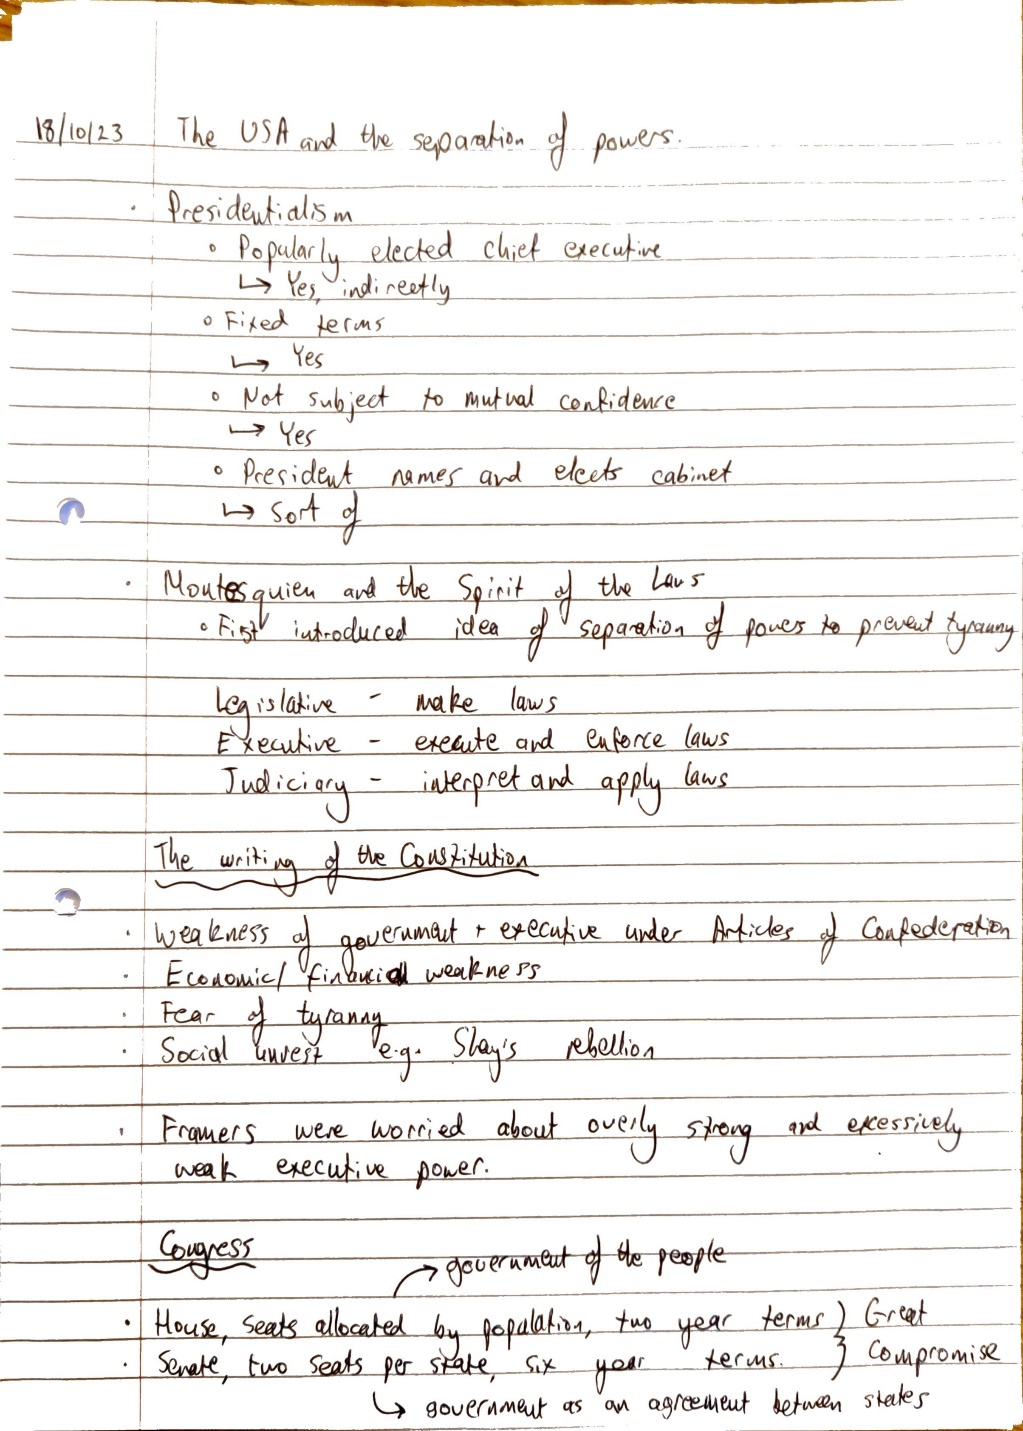 18/10/23 The USA and the separation of powers.
· Presidentialism
∘ Popularly elected chief executive
↳ Yes, indirectly
∘ Fixed terms
↳ Yes
∘ Not subject to mutual confidence
↳ Yes
∘ President names and elects cabinet
↳ Sort of
· Montesquieu and the Spirit of the Laws
∘ First introduced idea of separation of powers to prevent tyranny
Legislative - make laws
Executive - execute and enforce laws
Judiciary - interpret and apply laws
The writing of the Constitution
· Weakness of government + executive under Articles of Confederation
· Economic/financial weakness
· Fear of tyranny
· Social unrest e.g. Shay's rebellion
· Framers were worried about overly strong and excessively
weak executive power.
Congress
→ government of the people
· House, seats allocated by population, two year terms } Great
· Senate, two seats per state, six year terms. } Compromise
↳ government as an agreement between states